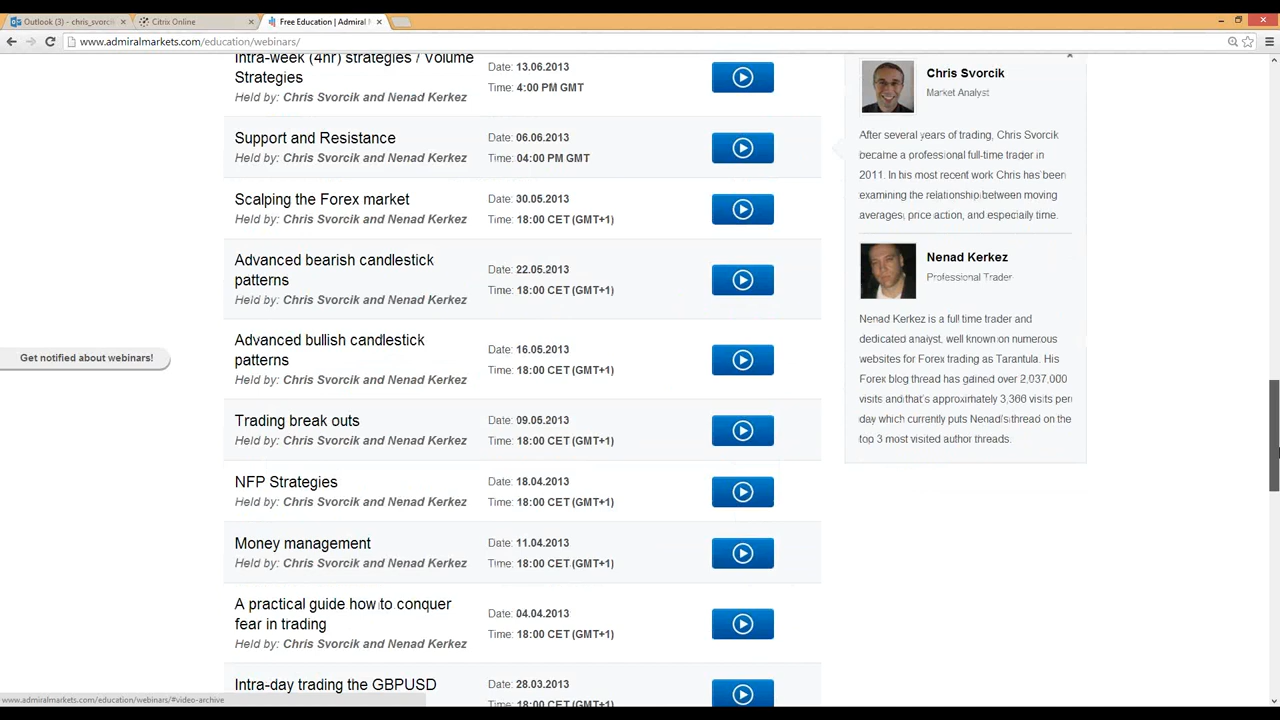 Outlook (3) - chris_svorcik
Citrix Online
Free Education | Admiral M
www.admiralmarkets.com/education/webinars/
Intra-week (4hr) strategies / Volume
Strategies
Held by: Chris Svorcik and Nenad Kerkez
Date: 13.06.2013
Time: 4:00 PM GMT
Support and Resistance
Held by: Chris Svorcik and Nenad Kerkez
Date: 06.06.2013
Time: 04:00 PM GMT
Scalping the Forex market
Held by: Chris Svorcik and Nenad Kerkez
Date: 30.05.2013
Time: 18:00 CET (GMT+1)
Advanced bearish candlestick
patterns
Held by: Chris Svorcik and Nenad Kerkez
Date: 22.05.2013
Time: 18:00 CET (GMT+1)
Advanced bullish candlestick
patterns
Held by: Chris Svorcik and Nenad Kerkez
Date: 16.05.2013
Time: 18:00 CET (GMT+1)
Trading break outs
Held by: Chris Svorcik and Nenad Kerkez
Date: 09.05.2013
Time: 18:00 CET (GMT+1)
NFP Strategies
Held by: Chris Svorcik and Nenad Kerkez
Date: 18.04.2013
Time: 18:00 CET (GMT+1)
Money management
Held by: Chris Svorcik and Nenad Kerkez
Date: 11.04.2013
Time: 18:00 CET (GMT+1)
A practical guide how to conquer
fear in trading
Held by: Chris Svorcik and Nenad Kerkez
Date: 04.04.2013
Time: 18:00 CET (GMT+1)
Intra-day trading the GBPUSD
Date: 28.03.2013
Time: 18:00 CET (GMT+1)
Chris Svorcik
Market Analyst
After several years of trading, Chris Svorcik
became a professional full-time trader in
2011. In his most recent work Chris has been
examining the relationship between moving
averages, price action, and especially time.
Nenad Kerkez
Professional Trader
Nenad Kerkez is a full time trader and
dedicated analyst, well known on numerous
websites for Forex trading as Tarantula. His
Forex blog thread has gained over 2,037,000
visits and that's approximately 3,366 visits per
day which currently puts Nenad's thread on the
top 3 most visited author threads.
Get notified about webinars!
www.admiralmarkets.com/education/webinars/#video-archive